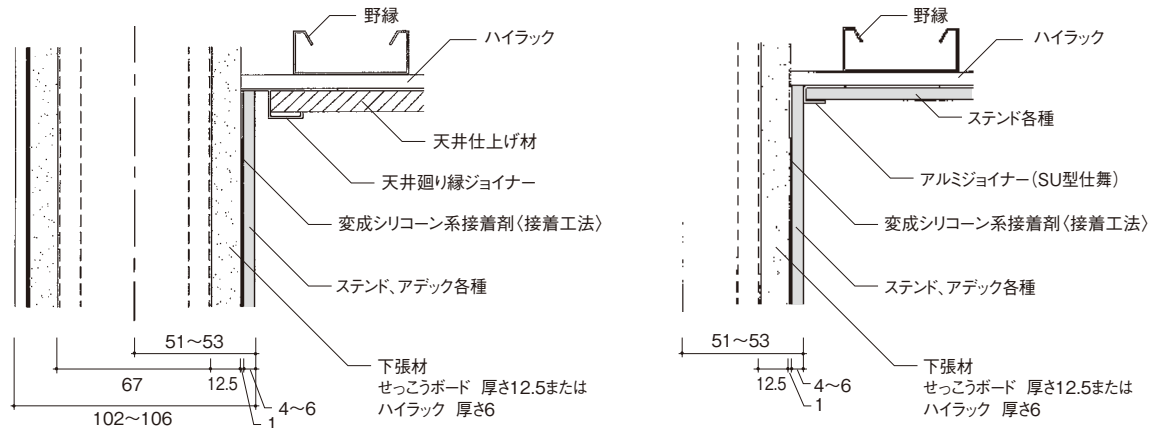 野縁
ハイラック
天井仕上げ材
天井廻り縁ジョイナー
変成シリコーン系接着剤〈接着工法〉
ステンド、アデック各種
下張材
せっこうボード 厚さ12.5または
ハイラック 厚さ6
51〜53
67
12.5
4〜6
1
102〜106
野縁
ハイラック
ステンド各種
アルミジョイナー（SU型仕舞）
変成シリコーン系接着剤〈接着工法〉
ステンド、アデック各種
下張材
せっこうボード 厚さ12.5または
ハイラック 厚さ6
51〜53
12.5
4〜6
1